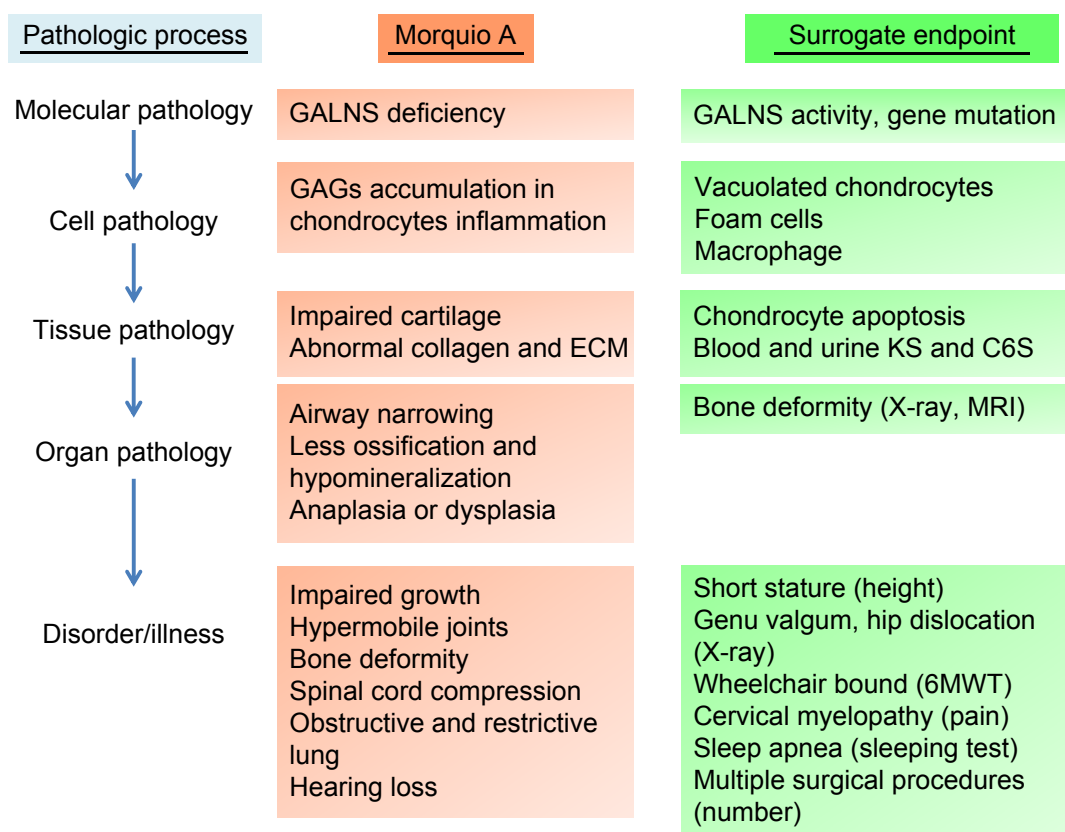 Pathologic process
Morquio A
Surrogate endpoint
Molecular pathology
GALNS deficiency
GALNS activity, gene mutation
Cell pathology
GAGs accumulation in
chondrocytes inflammation
Vacuolated chondrocytes
Foam cells
Macrophage
Tissue pathology
Impaired cartilage
Abnormal collagen and ECM
Chondrocyte apoptosis
Blood and urine KS and C6S
Organ pathology
Airway narrowing
Less ossification and
hypomineralization
Anaplasia or dysplasia
Bone deformity (X-ray, MRI)
Disorder/illness
Impaired growth
Hypermobile joints
Bone deformity
Spinal cord compression
Obstructive and restrictive
lung
Hearing loss
Short stature (height)
Genu valgum, hip dislocation
(X-ray)
Wheelchair bound (6MWT)
Cervical myelopathy (pain)
Sleep apnea (sleeping test)
Multiple surgical procedures
(number)